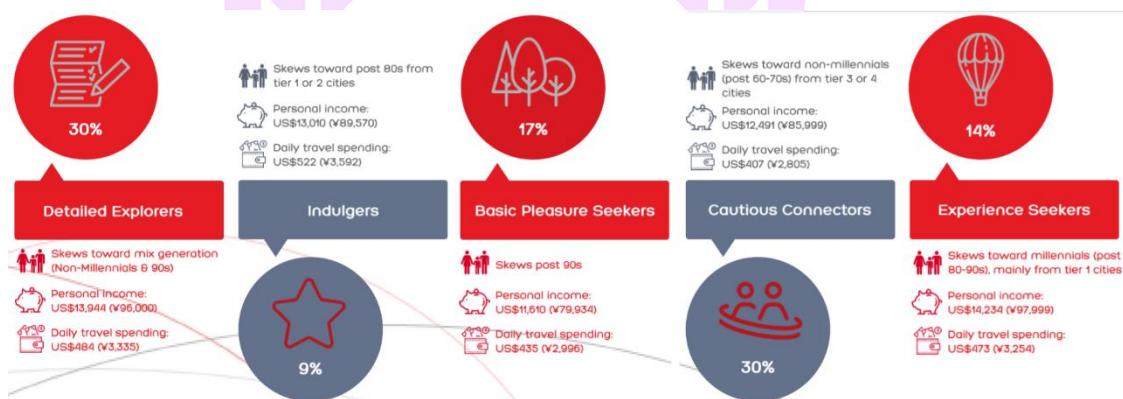 30%
Detailed Explorers
Skews toward mix generation
(Non-Millennials & 90s)
Personal income:
US$13,944 (¥96,000)
Daily travel spending:
US$484 (¥3,335)
Skews toward post 80s from
tier 1 or 2 cities
Personal income:
US$13,010 (¥89,570)
Daily travel spending:
US$522 (¥3,592)
Indulgers
9%
17%
Basic Pleasure Seekers
Skews post 90s
Personal income:
US$11,610 (¥79,934)
Daily travel spending:
US$435 (¥2,996)
Skews toward non-millennials
(post 60-70s) from tier 3 or 4
cities
Personal income:
US$12,491 (¥85,999)
Daily travel spending:
US$407 (¥2,805)
Cautious Connectors
30%
14%
Experience Seekers
Skews toward millennials (post
80-90s), mainly from tier 1 cities
Personal income:
US$14,234 (¥97,999)
Daily travel spending:
US$473 (¥3,254)